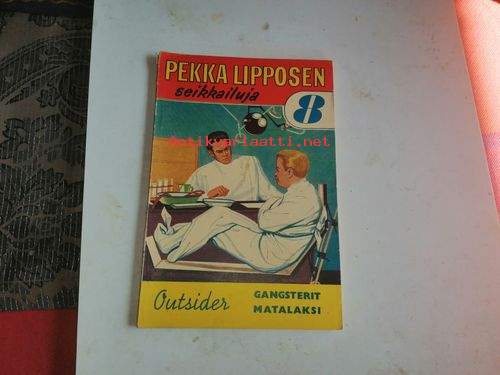 PEKKA LIPPOSEN
seikkailuja
8
antikvariaatti.net
Outsider
GANGSTERIT
MATALAKSI